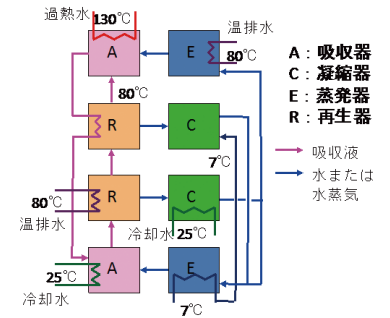 過熱水
130℃
温排水
A
E
80℃
A：吸収器
C：凝縮器
E：蒸発器
R：再生器
80℃
R
C
7℃
吸収液
水または
水蒸気
80℃
R
C
温排水
冷却水 25℃
25℃
A
E
冷却水
7℃